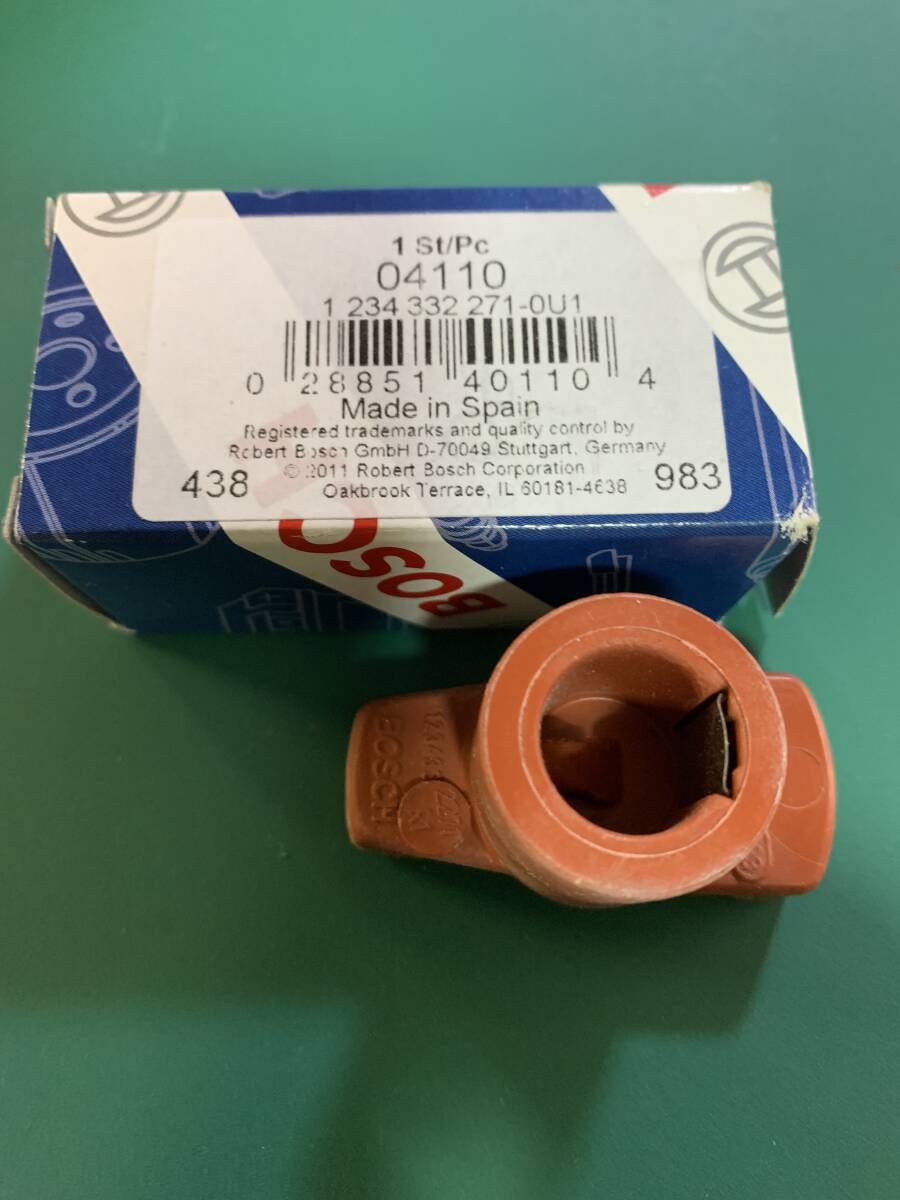 1 St/Pc
04110
1 234 332 271-0U1
0 28851 40110 4
Made in Spain
Registered trademarks and quality control by
Robert Bosch GmbH D-70049 Stuttgart, Germany
© 2011 Robert Bosch Corporation
438 Oakbrook Terrace, IL 60181-4638 983
BOSC
BOSCH